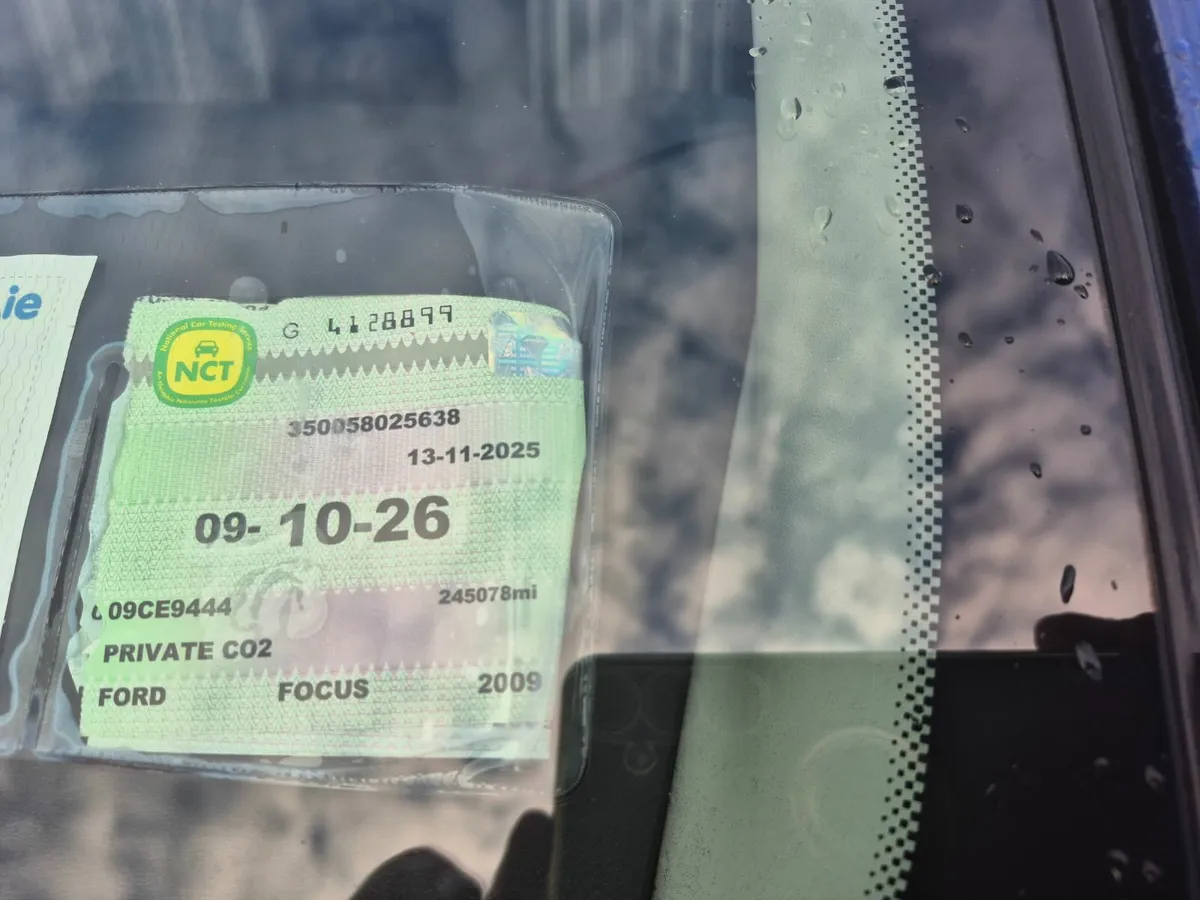 .ie
G 4128899
National Car Testing Service
NCT
350058025638
13-11-2025
09- 10-26
09CE9444
245078mi
PRIVATE CO2
FORD FOCUS 2009